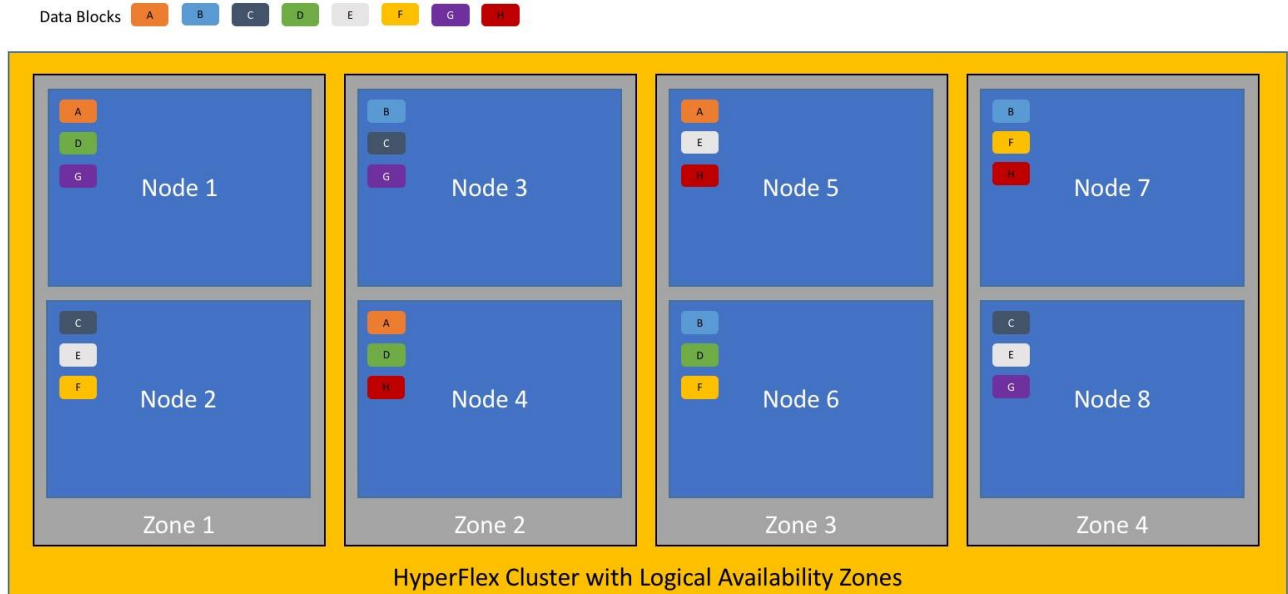 Data Blocks A B C D E F G H
A
D
G
Node 1
B
C
G
Node 3
A
E
H
Node 5
B
F
H
Node 7
C
E
F
Node 2
A
D
H
Node 4
B
D
F
Node 6
C
E
G
Node 8
Zone 1
Zone 2
Zone 3
Zone 4
HyperFlex Cluster with Logical Availability Zones